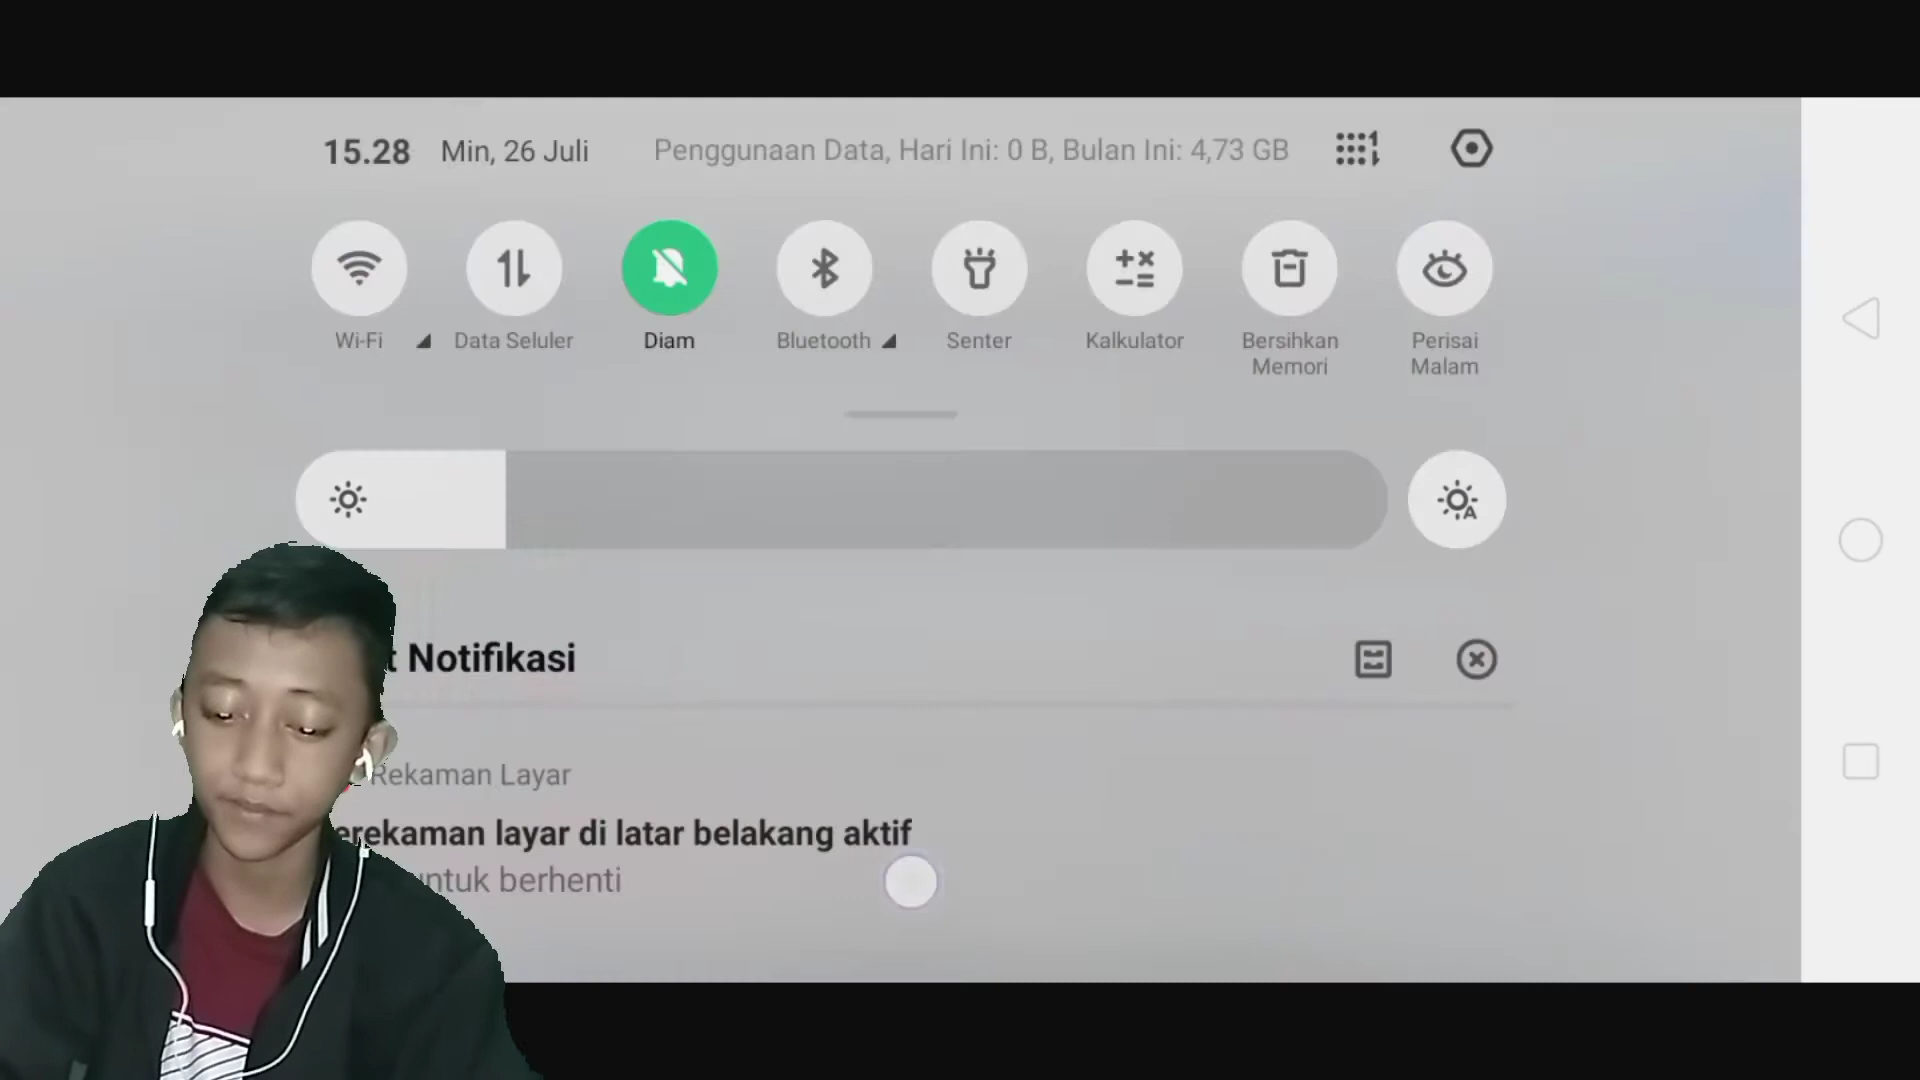 15.28 Min, 26 Juli Penggunaan Data, Hari Ini: 0 B, Bulan Ini: 4,73 GB
Wi-Fi Data Seluler Diam Bluetooth Senter Kalkulator Bersihkan Perisai
Memori Malam
t Notifikasi
Rekaman Layar
erekaman layar di latar belakang aktif
ntuk berhenti